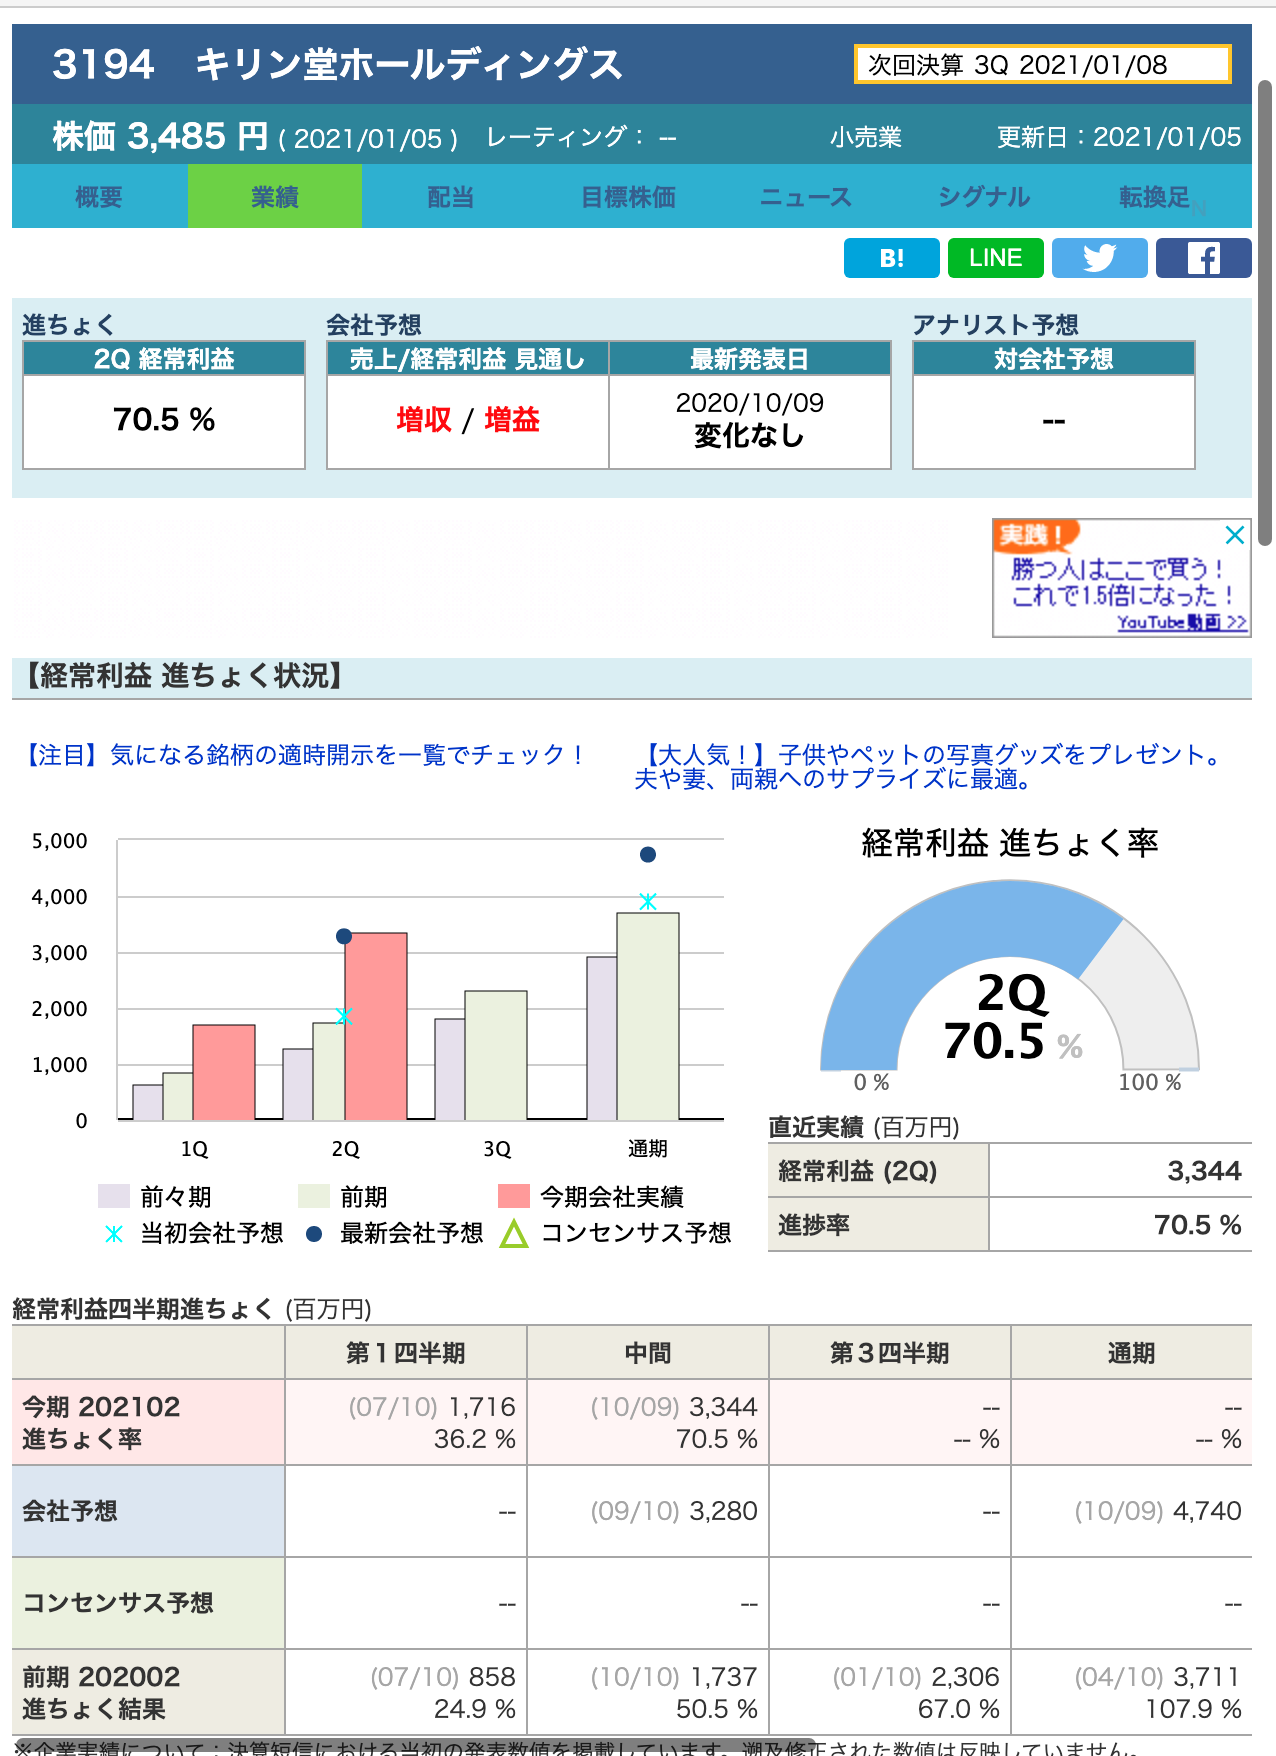 3194　キリン堂ホールディングス
次回決算 3Q 2021/01/08
株価 3,485 円 ( 2021/01/05 )　レーティング： --　小売業　更新日：2021/01/05
概要　業績　配当　目標株価　ニュース　シグナル　転換足
B!　LINE
進ちょく　会社予想　アナリスト予想
2Q 経常利益　売上/経常利益 見通し　最新発表日　対会社予想
70.5 %　増収 / 増益　2020/10/09　--
変化なし
実践！
勝つ人はここで買う！
これで1.5倍になった！
YouTube動画 >>
【経常利益 進ちょく状況】
【注目】気になる銘柄の適時開示を一覧でチェック！
【大人気！】子供やペットの写真グッズをプレゼント。
夫や妻、両親へのサプライズに最適。
5,000
4,000
3,000
2,000
1,000
0
1Q　2Q　3Q　通期
前々期　前期　今期会社実績
当初会社予想　最新会社予想　コンセンサス予想
経常利益 進ちょく率
2Q
70.5 %
0 %　100 %
直近実績 (百万円)
経常利益 (2Q)　3,344
進捗率　70.5 %
経常利益四半期進ちょく (百万円)
第１四半期　中間　第３四半期　通期
今期 202102　(07/10) 1,716　(10/09) 3,344　--　--
進ちょく率　36.2 %　70.5 %　-- %　-- %
会社予想　--　(09/10) 3,280　--　(10/09) 4,740
コンセンサス予想　--　--　--　--
前期 202002　(07/10) 858　(10/10) 1,737　(01/10) 2,306　(04/10) 3,711
進ちょく結果　24.9 %　50.5 %　67.0 %　107.9 %
※企業実績について：決算短信における当初の発表数値を掲載しています。遡及修正された数値は反映していません。